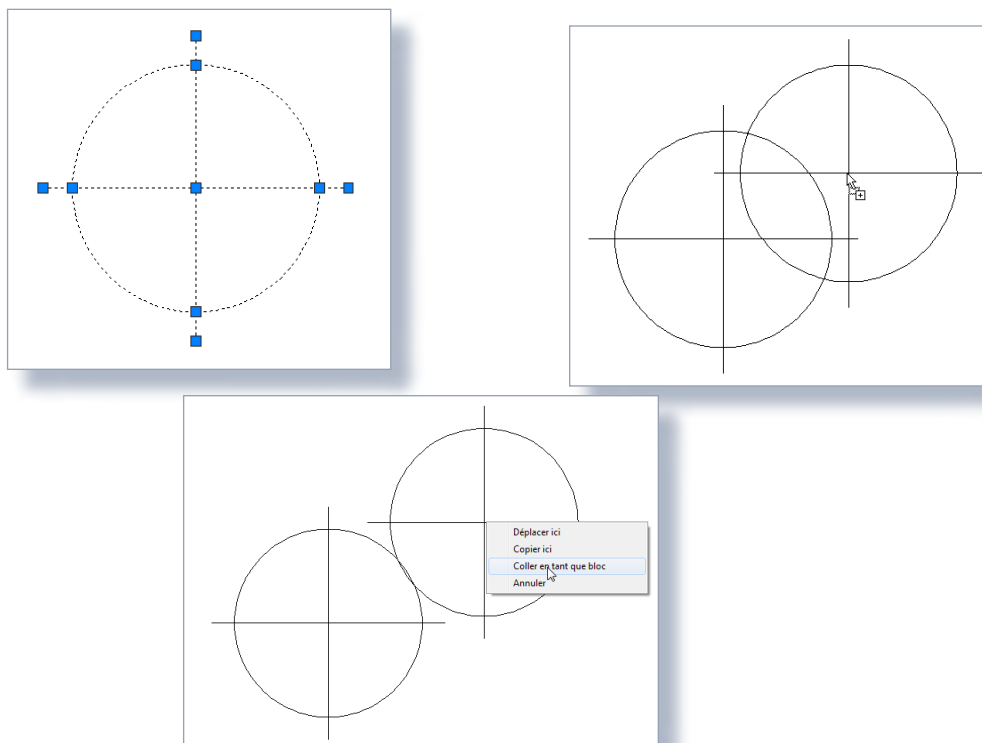 Déplacer ici
Copier ici
Coller en tant que bloc
Annuler